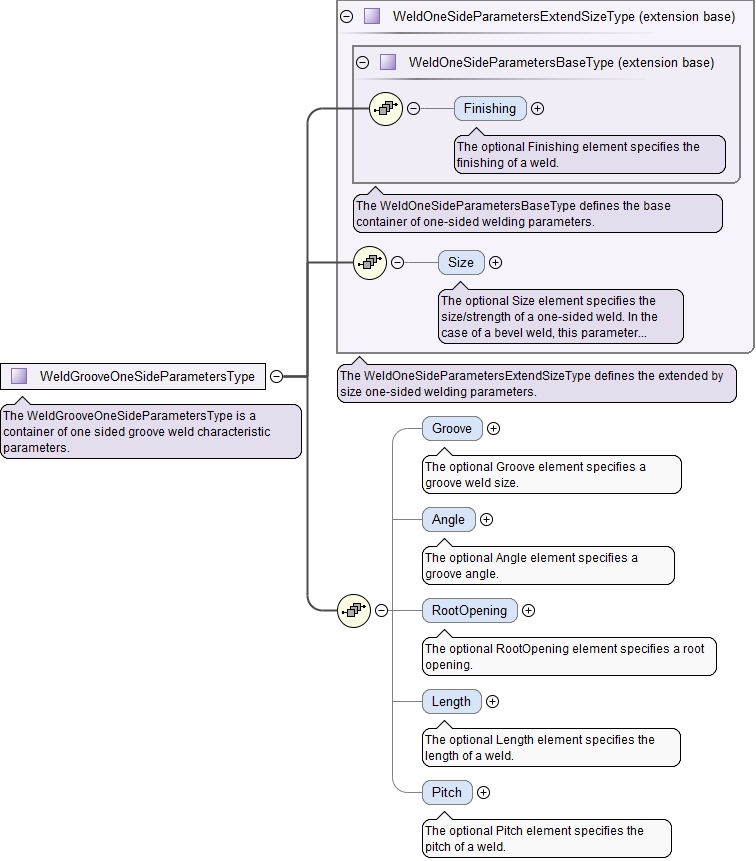 WeldOneSideParametersExtendSizeType (extension base)
WeldOneSideParametersBaseType (extension base)
Finishing
The optional Finishing element specifies the
finishing of a weld.
The WeldOneSideParametersBaseType defines the base
container of one-sided welding parameters.
Size
The optional Size element specifies the
size/strength of a one-sided weld. In the
case of a bevel weld, this parameter...
WeldGrooveOneSideParametersType
The WeldGrooveOneSideParametersType is a
container of one sided groove weld characteristic
parameters.
The WeldOneSideParametersExtendSizeType defines the extended by
size one-sided welding parameters.
Groove
The optional Groove element specifies a
groove weld size.
Angle
The optional Angle element specifies a
groove angle.
RootOpening
The optional RootOpening element specifies a root
opening.
Length
The optional Length element specifies the
length of a weld.
Pitch
The optional Pitch element specifies the
pitch of a weld.